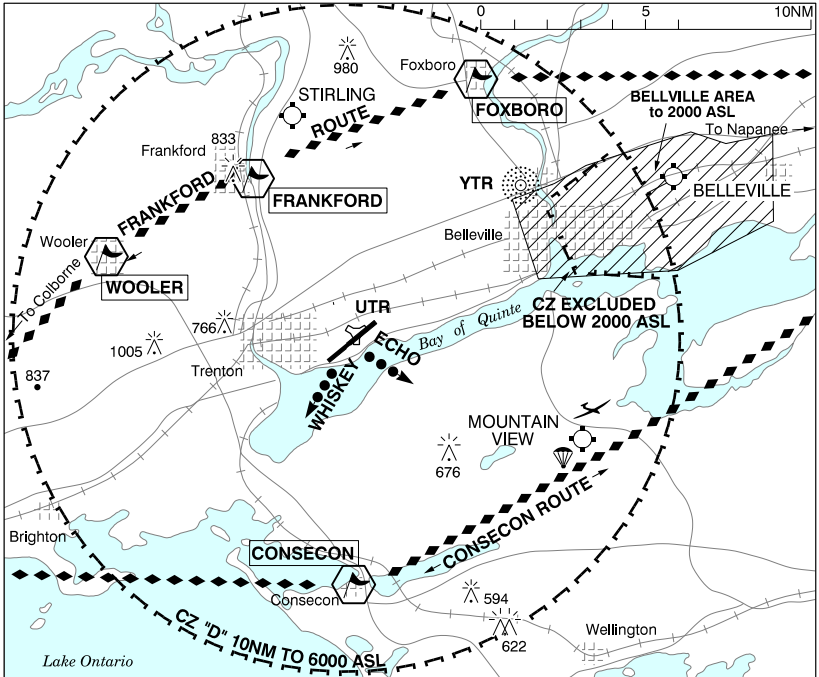 0 5 10NM
980
Foxboro
STIRLING
ROUTE
FOXBORO
BELLVILLE AREA
to 2000 ASL
To Napanee
833
Frankford
FRANKFORD
FRANKFORD
YTR
BELLEVILLE
Belleville
Wooler
WOOLER
To Colborne
UTR
CZ EXCLUDED
BELOW 2000 ASL
Bay of Quinte
766
1005
Trenton
ECHO
WHISKEY
837
MOUNTAIN
VIEW
676
CONSECON ROUTE
Brighton
CONSECON
Consecon
594
622
Wellington
CZ "D" 10NM TO 6000 ASL
Lake Ontario